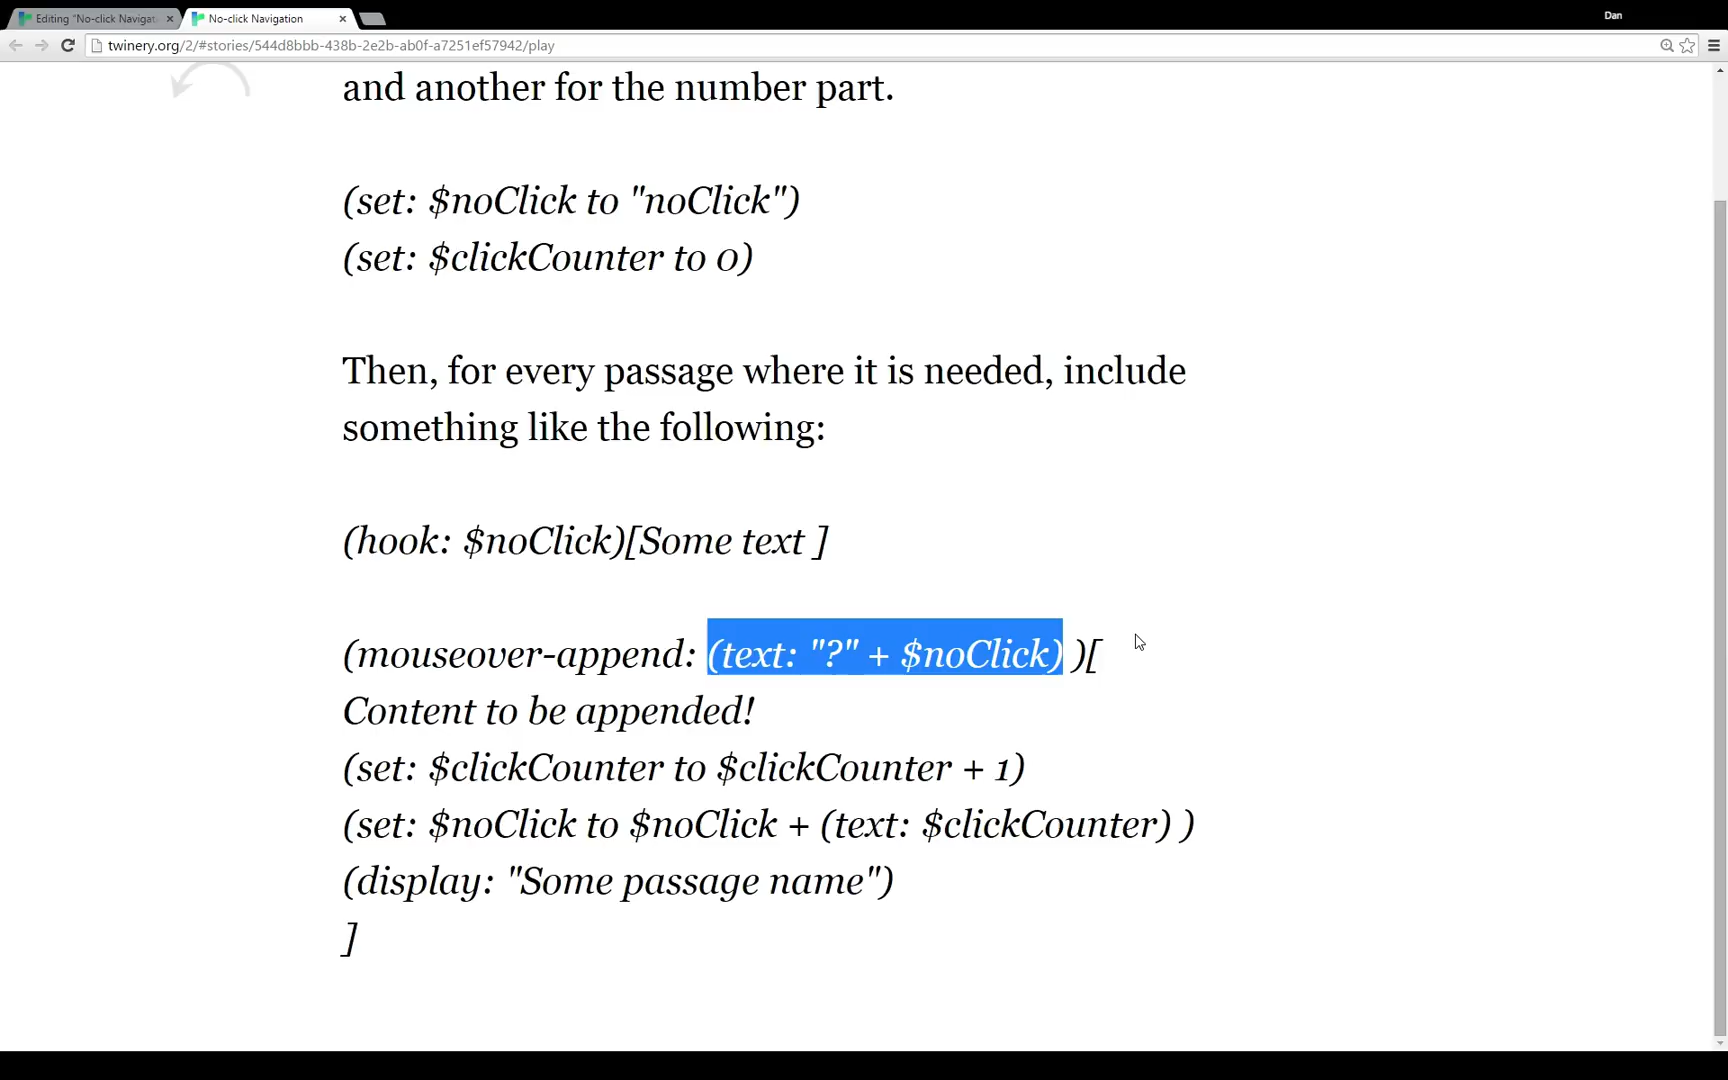 Editing "No-click Navigat
No-click Navigation
Dan
twinery.org/2/#stories/544d8bbb-438b-2e2b-ab0f-a7251ef57942/play
and another for the number part.
(set: $noClick to "noClick")
(set: $clickCounter to 0)
Then, for every passage where it is needed, include
something like the following:
(hook: $noClick)[Some text ]
(mouseover-append: (text: "?" + $noClick) )[
Content to be appended!
(set: $clickCounter to $clickCounter + 1)
(set: $noClick to $noClick + (text: $clickCounter) )
(display: "Some passage name")
]